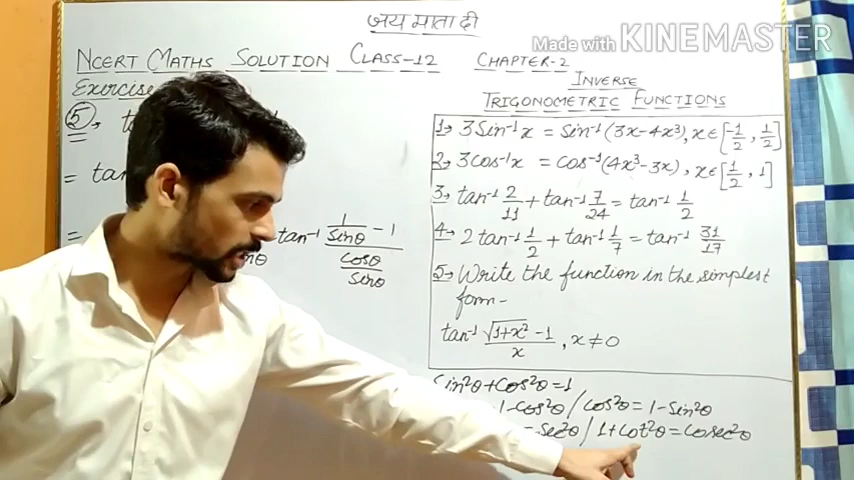 जय माता दी
Made with KINEMASTER
NCERT MATHS SOLUTION CLASS-12 CHAPTER-2
INVERSE
TRIGONOMETRIC FUNCTIONS
Exercise
5,
= tan
=
tan⁻¹ (1/sinθ - 1)/(cosθ/sinθ)
1→ 3Sin⁻¹x = Sin⁻¹(3x-4x³), x∈[-1/2, 1/2]
2→ 3cos⁻¹x = cos⁻¹(4x³-3x), x∈[1/2, 1]
3→ tan⁻¹ 2/11 + tan⁻¹ 7/24 = tan⁻¹ 1/2
4→ 2tan⁻¹ 1/2 + tan⁻¹ 1/7 = tan⁻¹ 31/17
5→ Write the function in the simplest
form-
tan⁻¹ (√(1+x²) -1)/x, x≠0
Sin²θ+Cos²θ=1
1-cos²θ / cos²θ = 1-sin²θ
= sec²θ / 1+cot²θ = cosec²θ